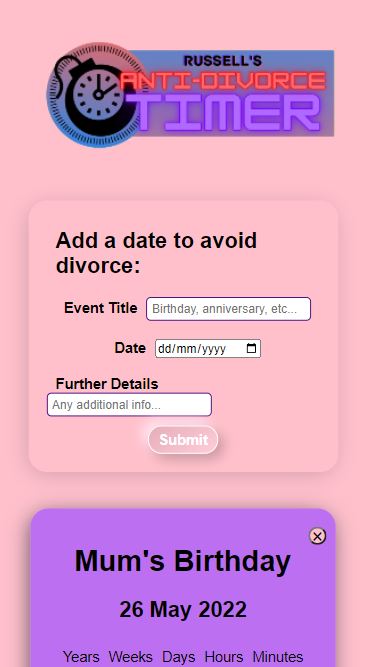 RUSSELL'S
ANTI-DIVORCE
TIMER
Add a date to avoid
divorce:
Event Title Birthday, anniversary, etc...
Date dd/mm/yyyy
Further Details
Any additional info...
Submit
Mum's Birthday
26 May 2022
Years Weeks Days Hours Minutes